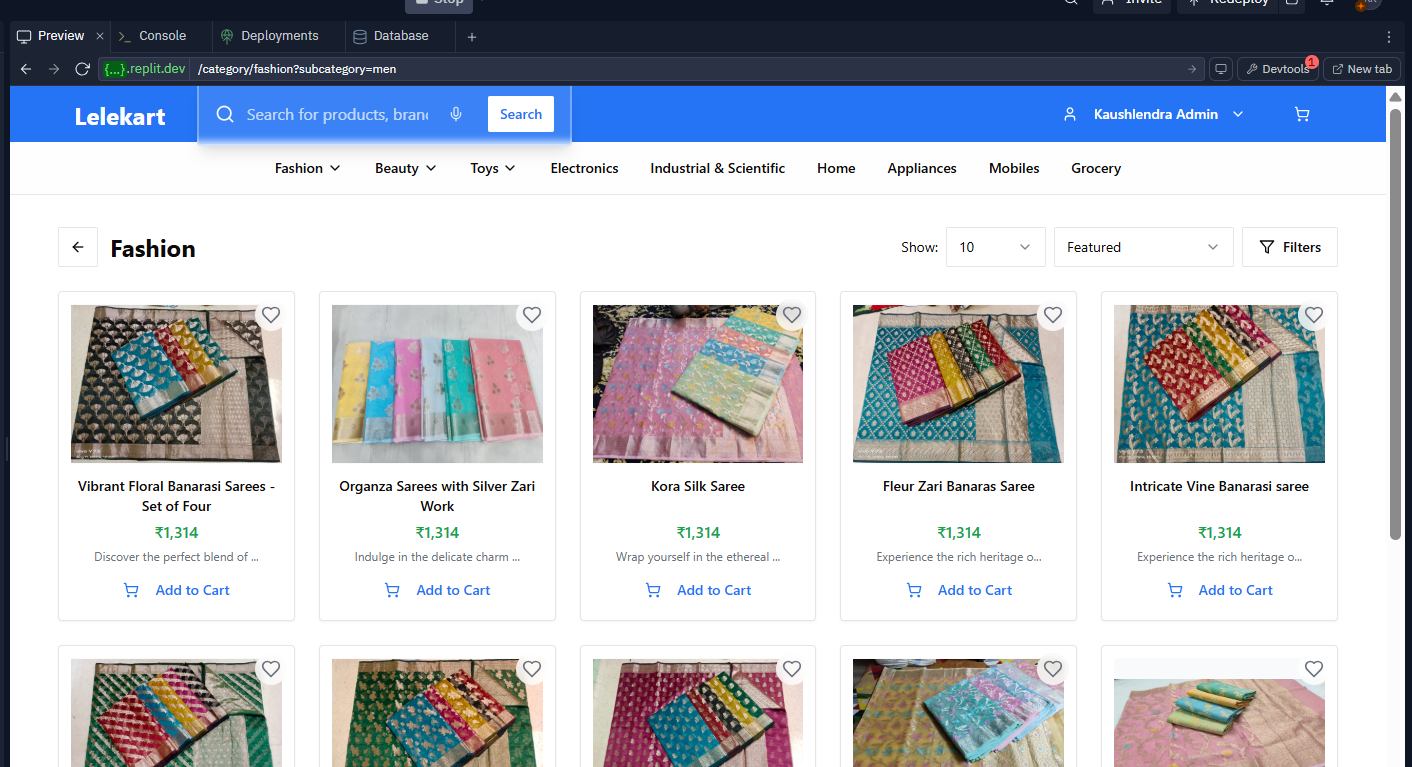 Stop
Invite
Redeploy
Preview
Console
Deployments
Database
{...}.replit.dev /category/fashion?subcategory=men
Devtools 1
New tab
Lelekart
Search for products, branc
Search
Kaushlendra Admin
Fashion
Beauty
Toys
Electronics
Industrial & Scientific
Home
Appliances
Mobiles
Grocery
Fashion
Show:
10
Featured
Filters
Vibrant Floral Banarasi Sarees -
Set of Four
₹1,314
Discover the perfect blend of ...
Add to Cart
Organza Sarees with Silver Zari
Work
₹1,314
Indulge in the delicate charm ...
Add to Cart
Kora Silk Saree
₹1,314
Wrap yourself in the ethereal ...
Add to Cart
Fleur Zari Banaras Saree
₹1,314
Experience the rich heritage o...
Add to Cart
Intricate Vine Banarasi saree
₹1,314
Experience the rich heritage o...
Add to Cart